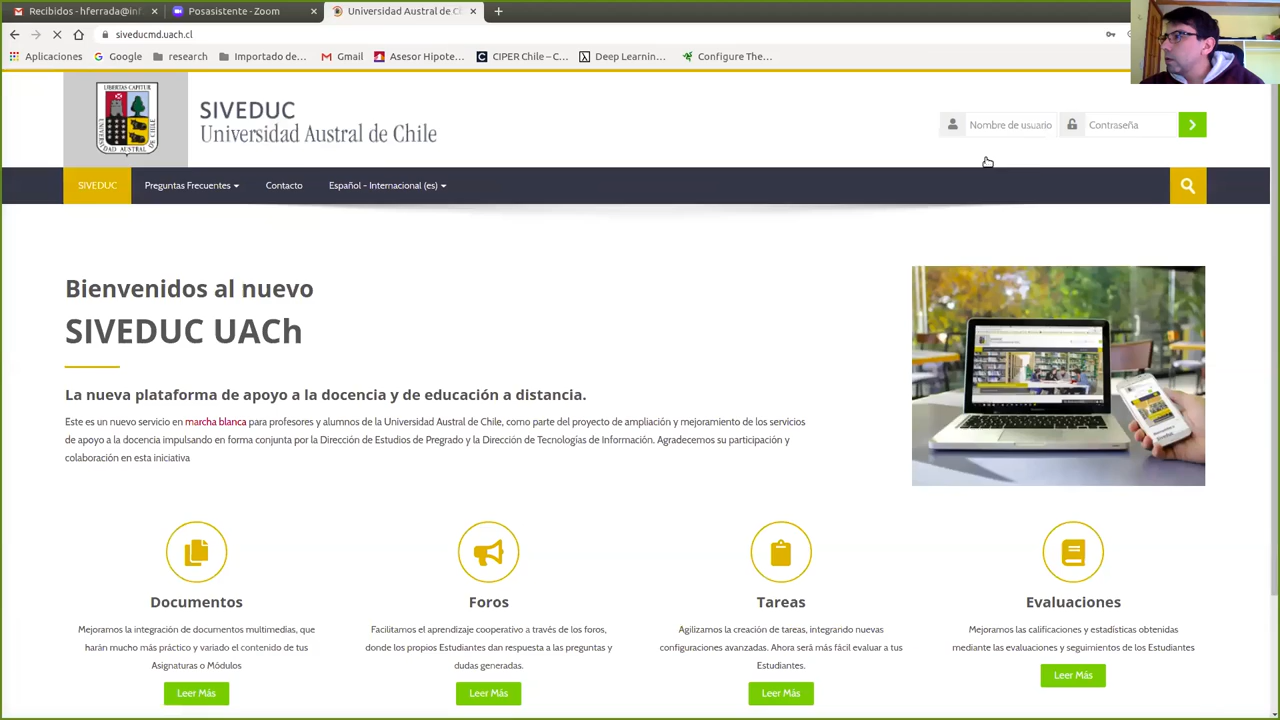 Recibidos - hferrada@inf
Posasistente - Zoom
Universidad Austral de C
siveducmd.uach.cl
Aplicaciones
Google
research
Importado de...
Gmail
Asesor Hipote...
CIPER Chile – C...
Deep Learnin...
Configure The...
LIBERTAS CAPITUR
SIVEDUC
Universidad Austral de Chile
Nombre de usuario
Contraseña
SIVEDUC
Preguntas Frecuentes
Contacto
Español - Internacional (es)
Bienvenidos al nuevo
SIVEDUC UACh
La nueva plataforma de apoyo a la docencia y de educación a distancia.
Este es un nuevo servicio en marcha blanca para profesores y alumnos de la Universidad Austral de Chile, como parte del proyecto de ampliación y mejoramiento de los servicios
de apoyo a la docencia impulsando en forma conjunta por la Dirección de Estudios de Pregrado y la Dirección de Tecnologías de Información. Agradecemos su participación y
colaboración en esta iniciativa
Documentos
Mejoramos la integración de documentos multimedias, que
harán mucho más práctico y variado el contenido de tus
Asignaturas o Módulos
Leer Más
Foros
Facilitamos el aprendizaje cooperativo a través de los foros,
donde los propios Estudiantes dan respuesta a las preguntas y
dudas generadas.
Leer Más
Tareas
Agilizamos la creación de tareas, integrando nuevas
configuraciones avanzadas. Ahora será más fácil evaluar a tus
Estudiantes.
Leer Más
Evaluaciones
Mejoramos las calificaciones y estadísticas obtenidas
mediante las evaluaciones y seguimientos de los Estudiantes
Leer Más